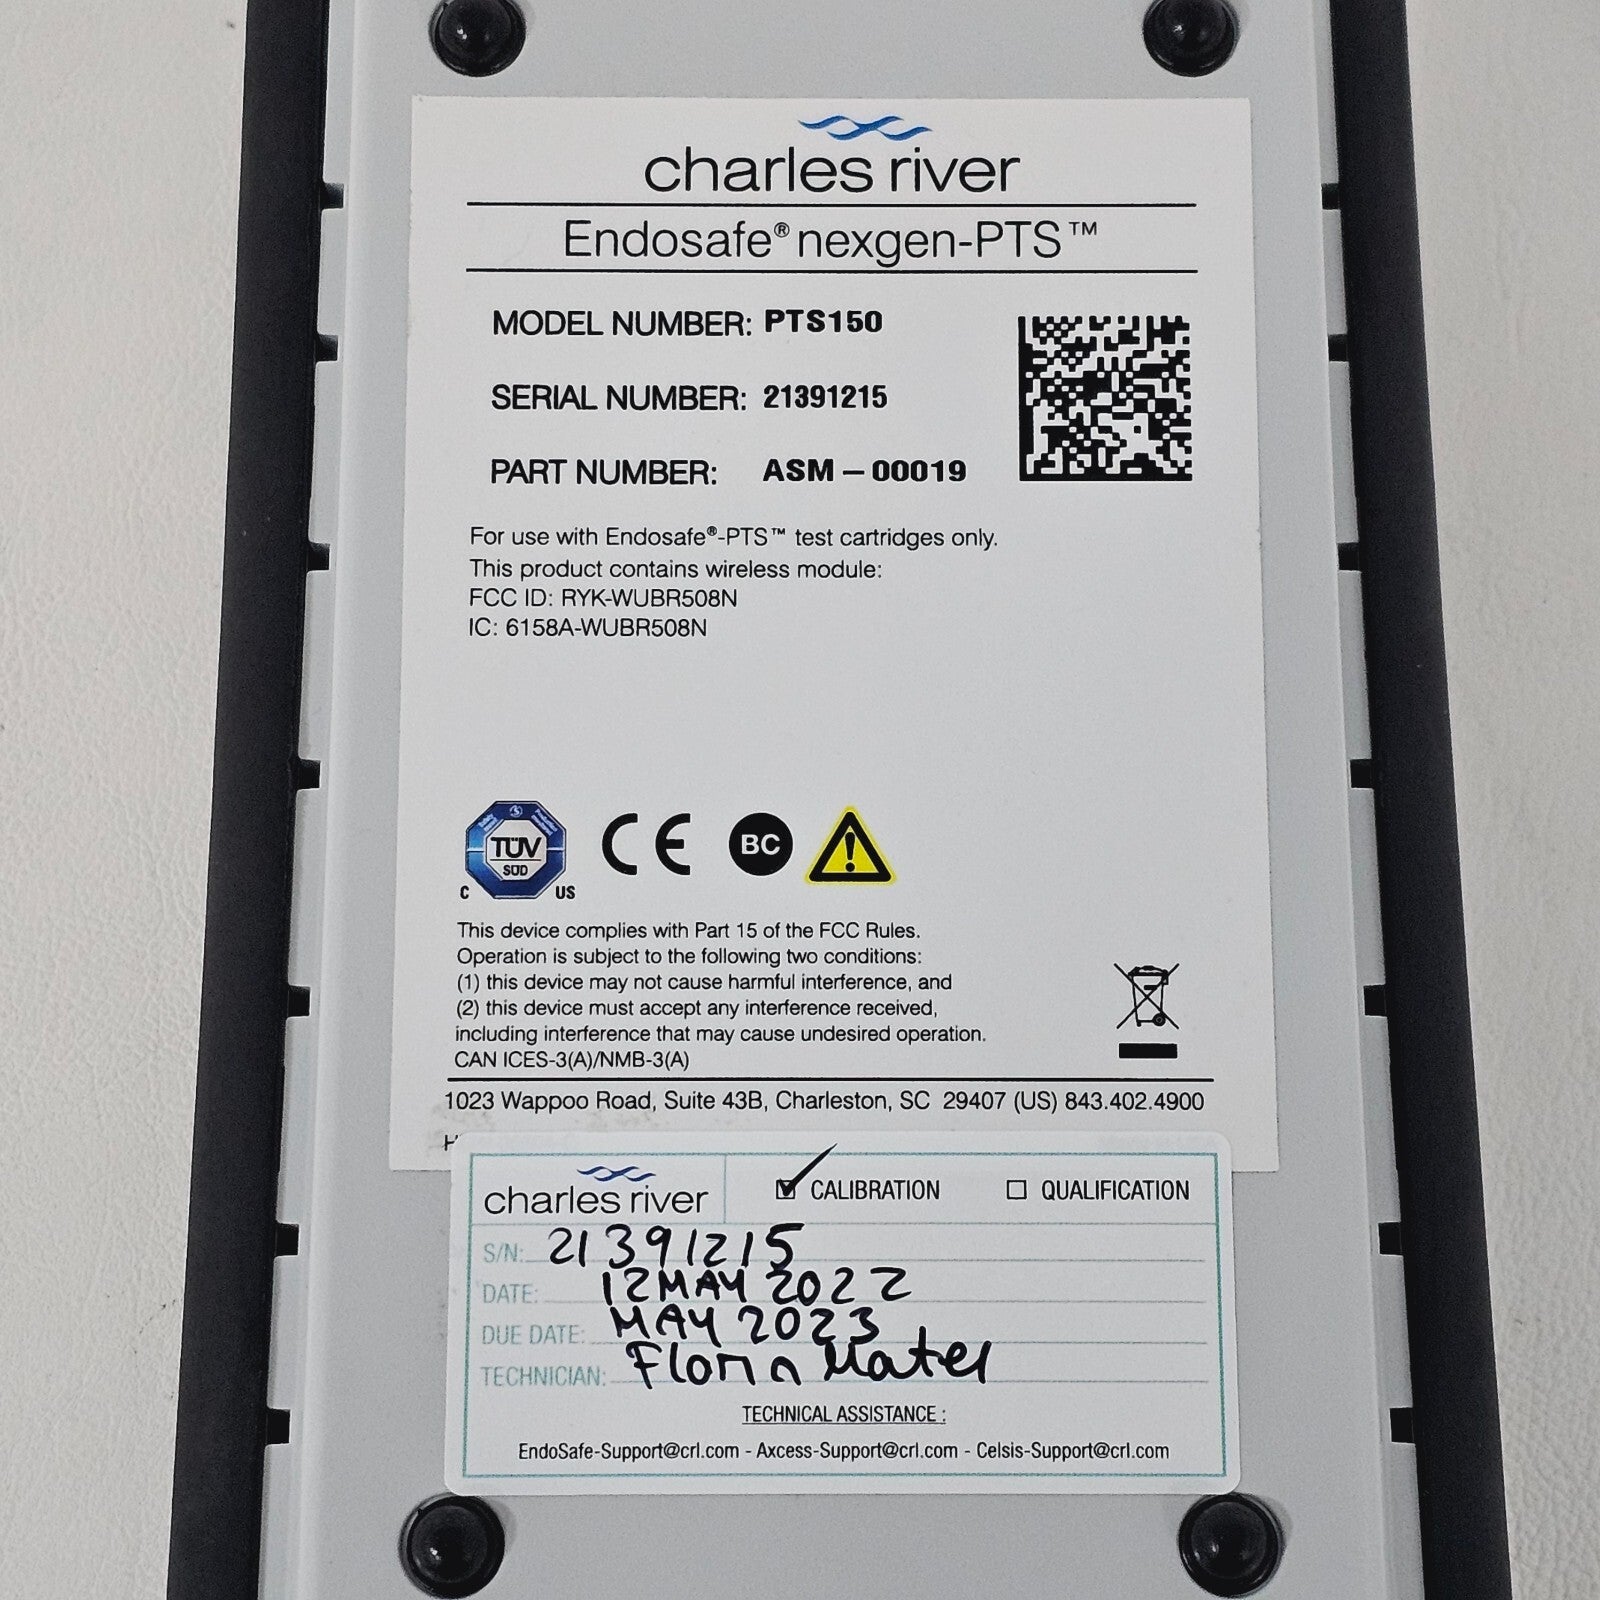 charles river
Endosafe® nexgen-PTS™
MODEL NUMBER: PTS150
SERIAL NUMBER: 21391215
PART NUMBER: ASM – 00019
For use with Endosafe®-PTS™ test cartridges only.
This product contains wireless module:
FCC ID: RYK-WUBR508N
IC: 6158A-WUBR508N
TÜV
SÜD
C US
CE
BC
This device complies with Part 15 of the FCC Rules.
Operation is subject to the following two conditions:
(1) this device may not cause harmful interference, and
(2) this device must accept any interference received,
including interference that may cause undesired operation.
CAN ICES-3(A)/NMB-3(A)
1023 Wappoo Road, Suite 43B, Charleston, SC 29407 (US) 843.402.4900
charles river
CALIBRATION
QUALIFICATION
S/N: 21391215
DATE: 12 MAY 2022
DUE DATE: MAY 2023
TECHNICIAN: Florin Matei
TECHNICAL ASSISTANCE :
EndoSafe-Support@crl.com - Axcess-Support@crl.com - Celsis-Support@crl.com